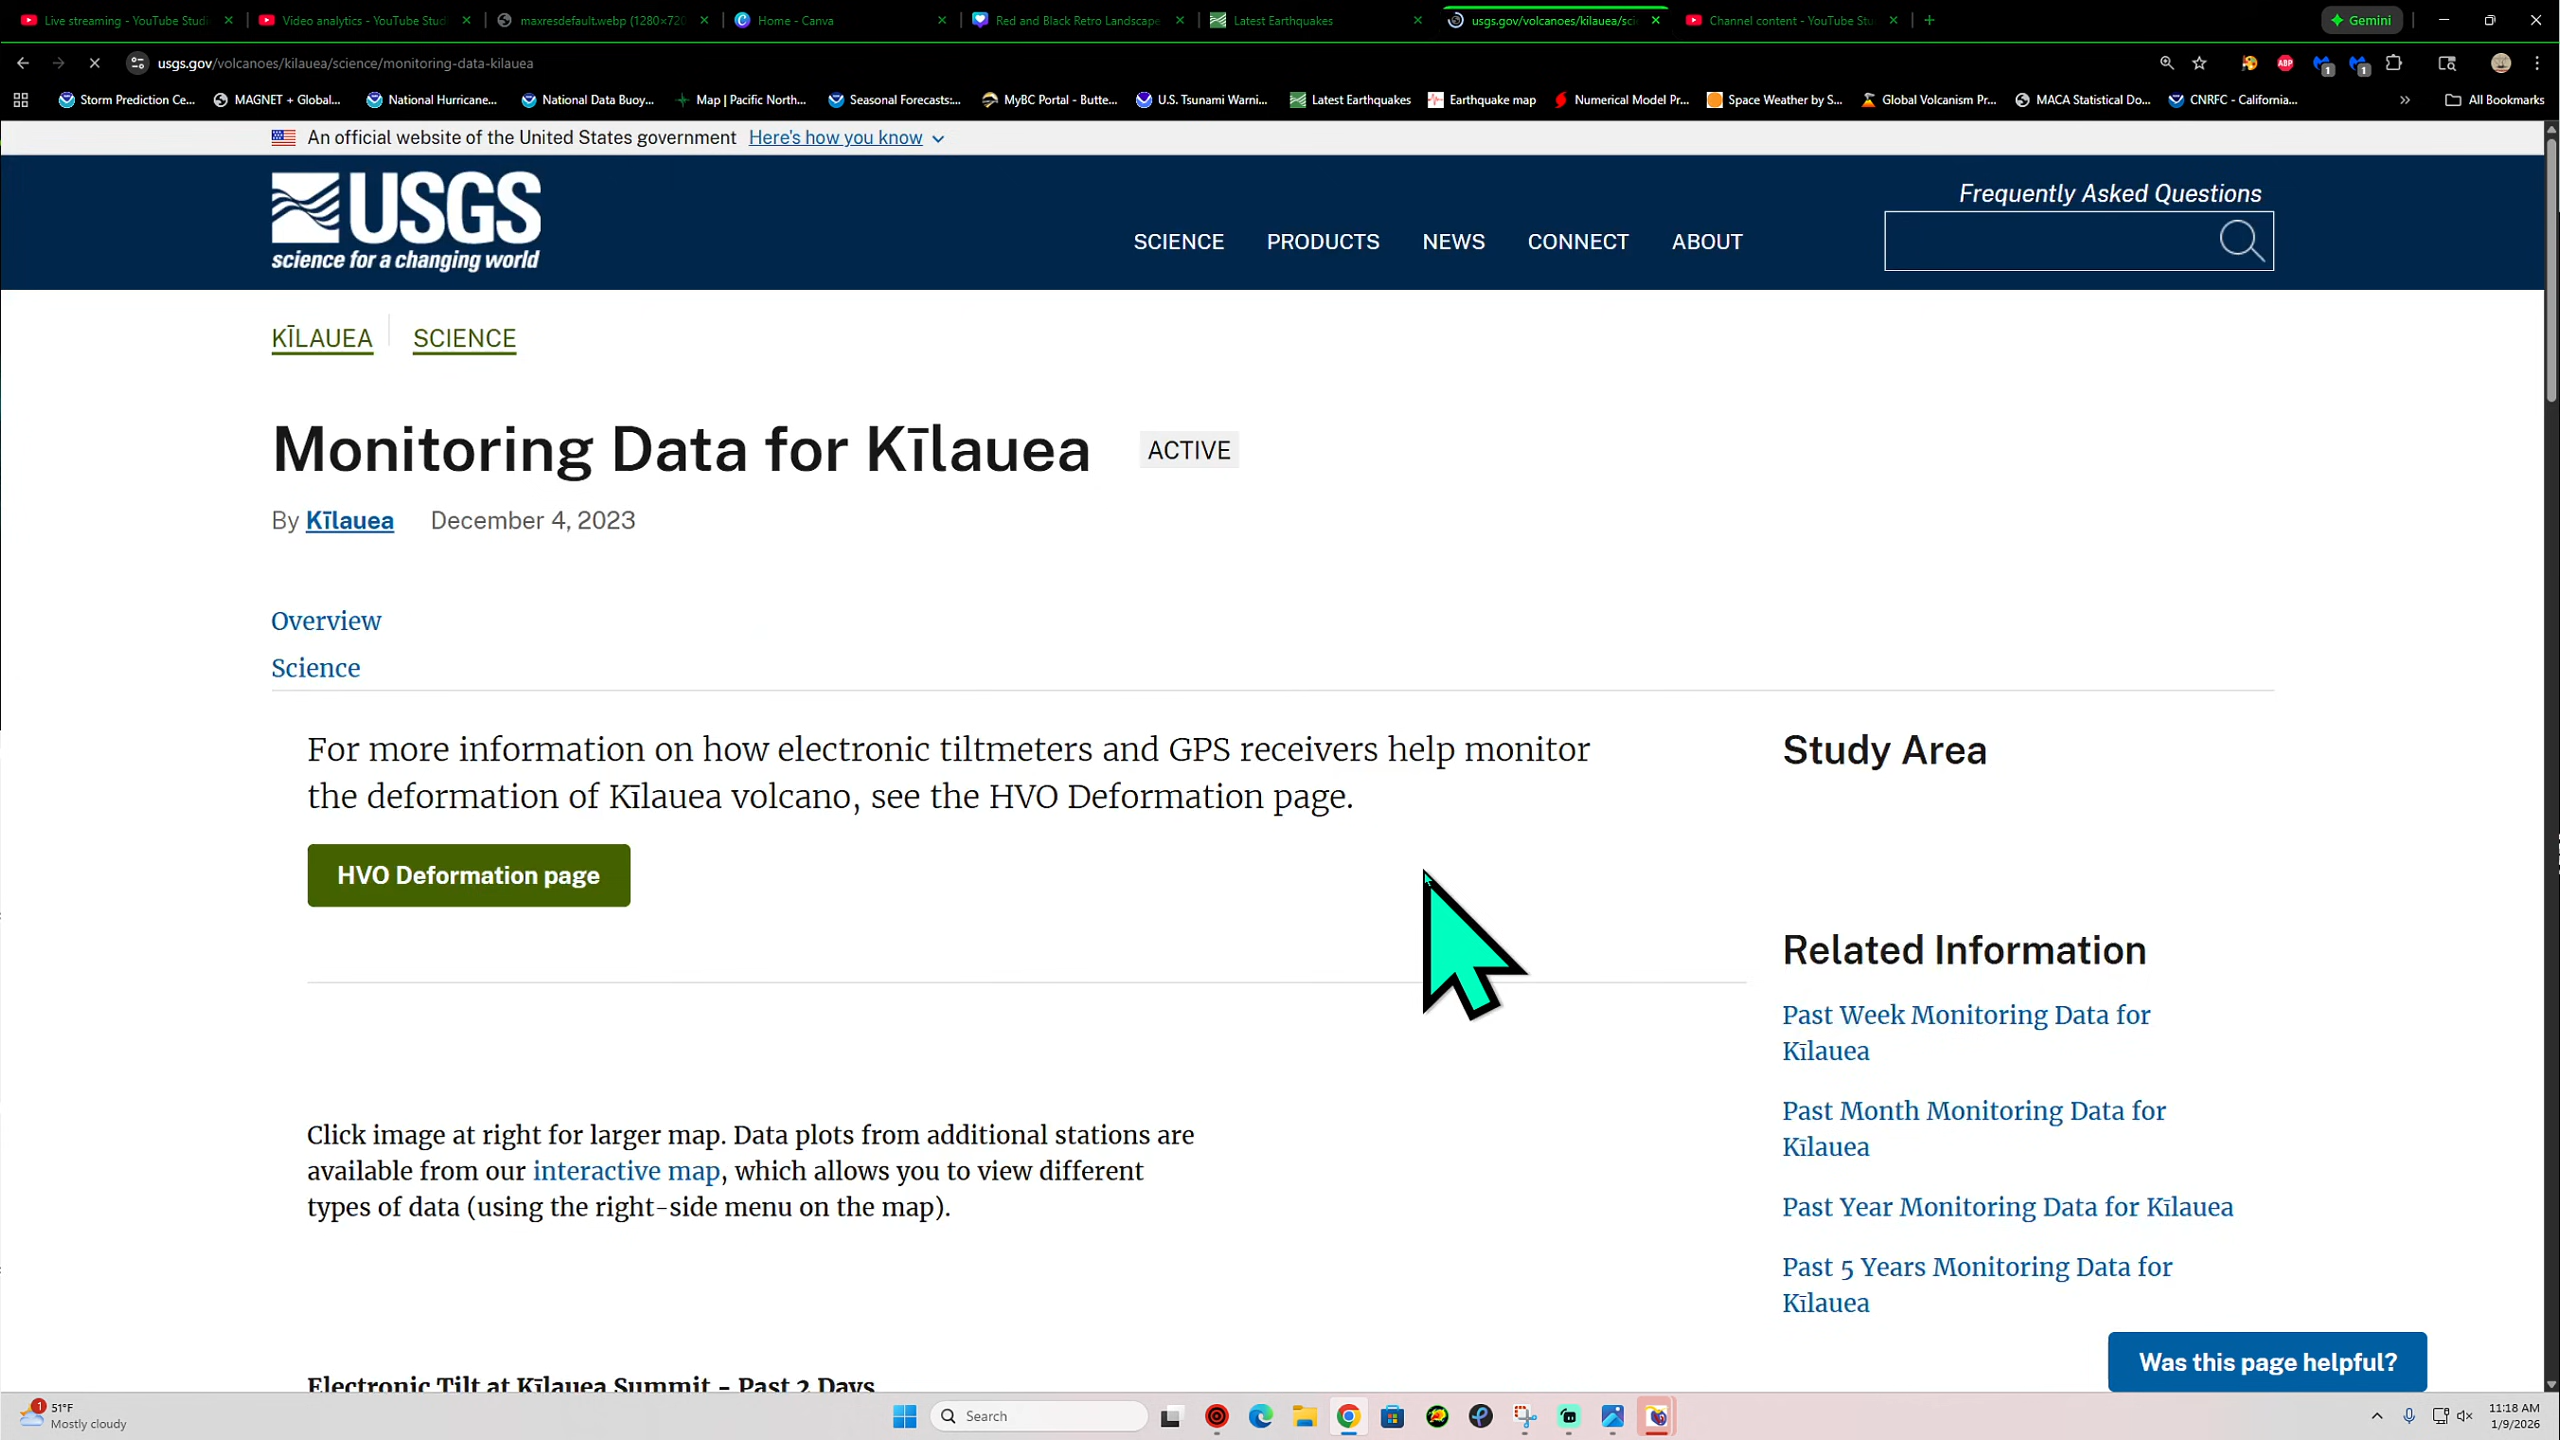 Live streaming - YouTube Studi
Video analytics - YouTube Stud
maxresdefault.webp (1280×720
Home - Canva
Red and Black Retro Landscape
Latest Earthquakes
usgs.gov/volcanoes/kilauea/sci
Channel content - YouTube Stu
Gemini
usgs.gov/volcanoes/kilauea/science/monitoring-data-kilauea
Storm Prediction Ce...
MAGNET + Global...
National Hurricane...
National Data Buoy...
Map | Pacific North...
Seasonal Forecasts:...
MyBC Portal - Butte...
U.S. Tsunami Warni...
Latest Earthquakes
Earthquake map
Numerical Model Pr...
Space Weather by S...
Global Volcanism Pr...
MACA Statistical Do...
CNRFC - California...
All Bookmarks
An official website of the United States government Here's how you know
USGS
science for a changing world
SCIENCE PRODUCTS NEWS CONNECT ABOUT
Frequently Asked Questions
KĪLAUEA SCIENCE
Monitoring Data for Kīlauea ACTIVE
By Kīlauea December 4, 2023
Overview
Science
For more information on how electronic tiltmeters and GPS receivers help monitor
the deformation of Kīlauea volcano, see the HVO Deformation page.
HVO Deformation page
Click image at right for larger map. Data plots from additional stations are
available from our interactive map, which allows you to view different
types of data (using the right-side menu on the map).
Electronic Tilt at Kīlauea Summit - Past 2 Days
Study Area
Related Information
Past Week Monitoring Data for
Kīlauea
Past Month Monitoring Data for
Kīlauea
Past Year Monitoring Data for Kīlauea
Past 5 Years Monitoring Data for
Kīlauea
Was this page helpful?
1
51°F
Mostly cloudy
Search
11:18 AM
1/9/2026